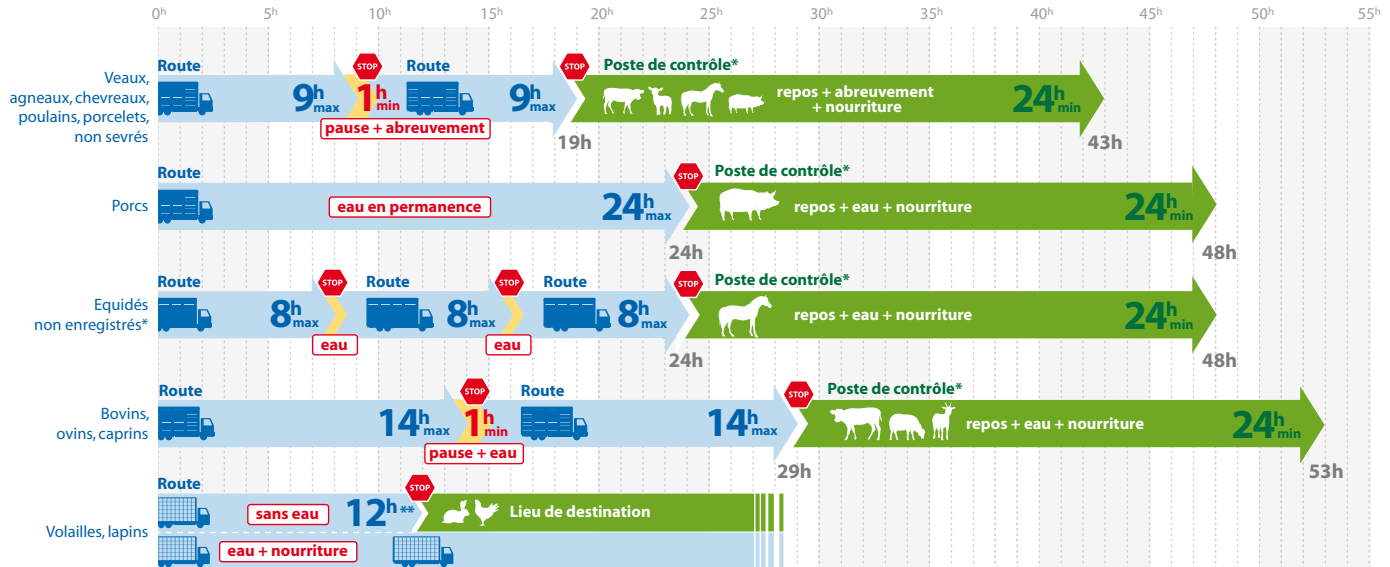 0h 5h 10h 15h 20h 25h 30h 35h 40h 45h 50h 55h
Veaux,
agneaux, chevreaux,
poulains, porcelets,
non sevrés
Route
9h max
STOP
1h min
pause + abreuvement
Route
9h max
STOP
19h
Poste de contrôle*
repos + abreuvement
+ nourriture
24h min
43h
Porcs
Route
eau en permanence
24h max
STOP
24h
Poste de contrôle*
repos + eau + nourriture
24h min
48h
Equidés
non enregistrés*
Route
8h max
STOP
eau
Route
8h max
STOP
eau
Route
8h max
STOP
24h
Poste de contrôle*
repos + eau + nourriture
24h min
48h
Bovins,
ovins, caprins
Route
14h max
STOP
1h min
pause + eau
Route
14h max
STOP
29h
Poste de contrôle*
repos + eau + nourriture
24h min
53h
Volailles, lapins
Route
sans eau
12h**
STOP
Lieu de destination
eau + nourriture